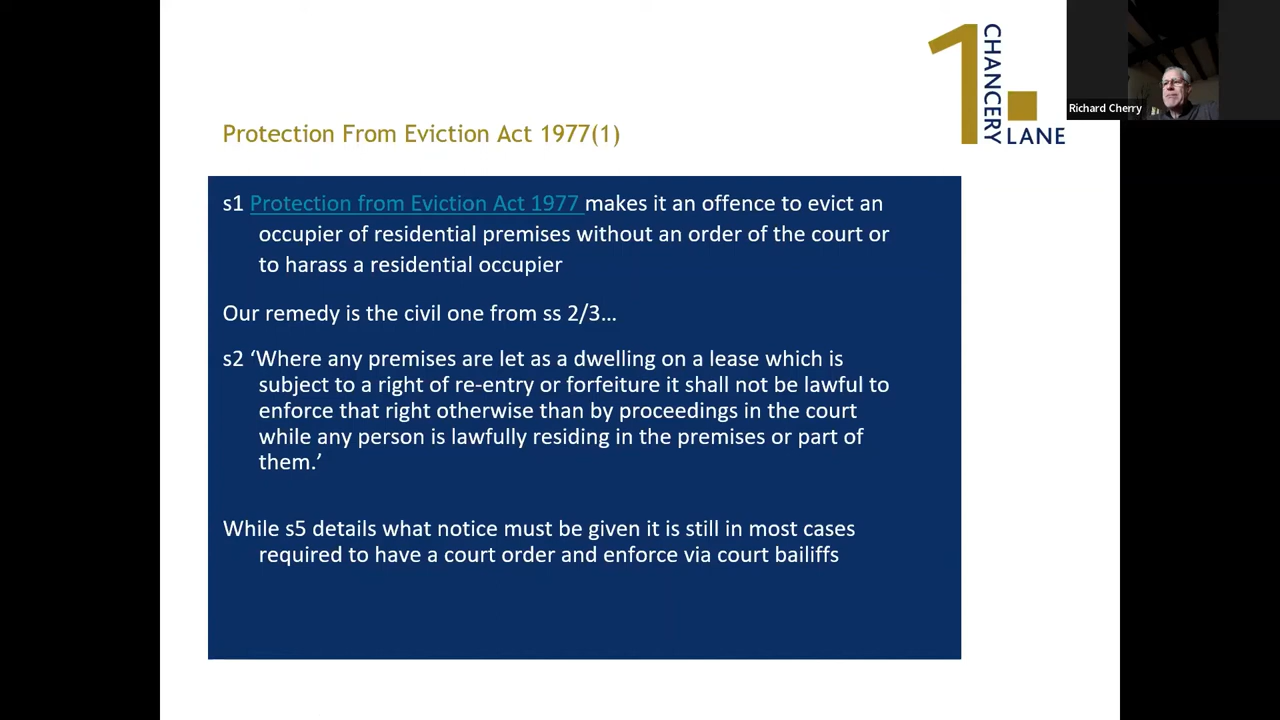 1 CHANCERY LANE
Richard Cherry
Protection From Eviction Act 1977(1)
s1 Protection from Eviction Act 1977 makes it an offence to evict an
occupier of residential premises without an order of the court or
to harass a residential occupier
Our remedy is the civil one from ss 2/3…
s2 ‘Where any premises are let as a dwelling on a lease which is
subject to a right of re-entry or forfeiture it shall not be lawful to
enforce that right otherwise than by proceedings in the court
while any person is lawfully residing in the premises or part of
them.’
While s5 details what notice must be given it is still in most cases
required to have a court order and enforce via court bailiffs